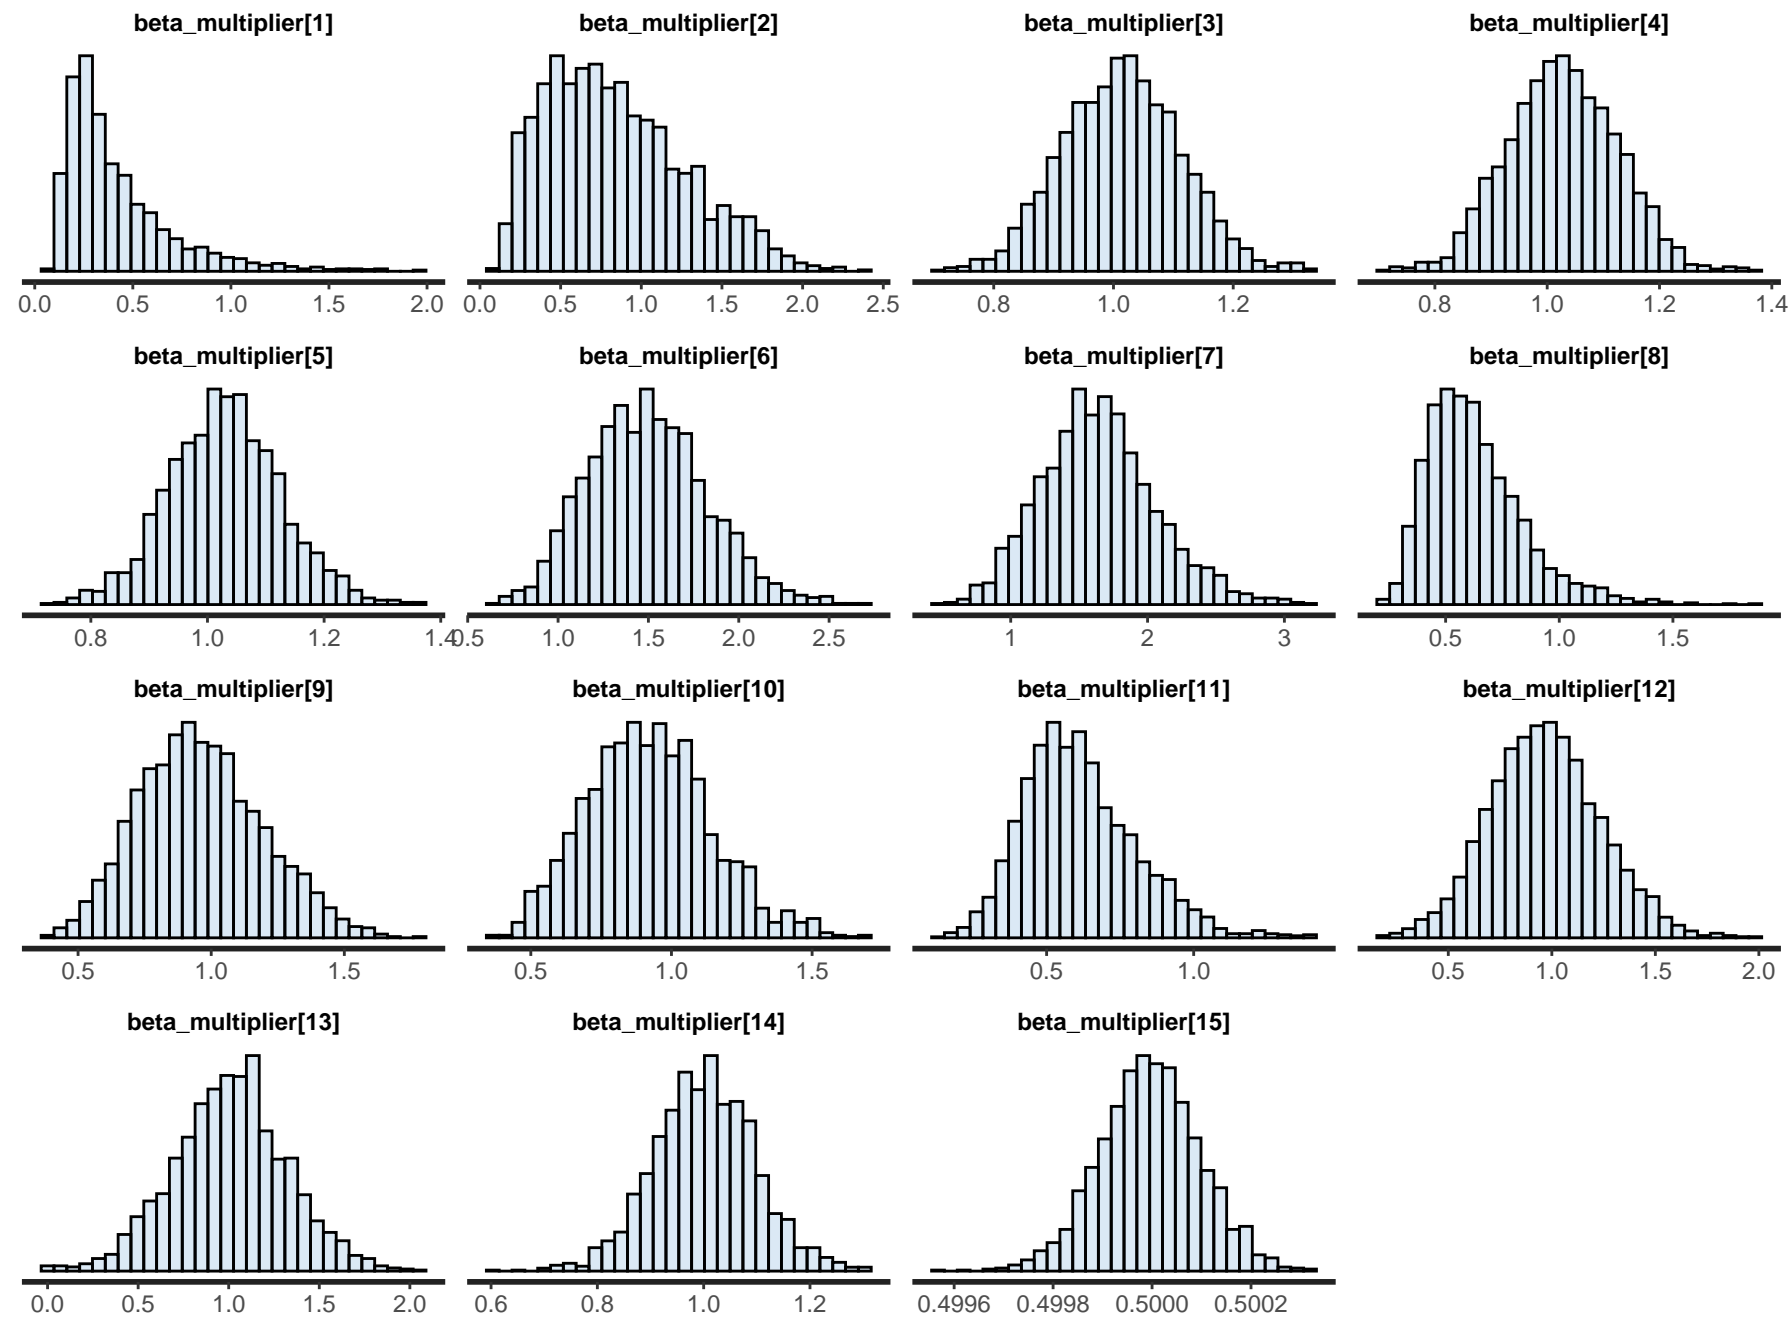 beta_multiplier[1] beta_multiplier[2] beta_multiplier[3] beta_multiplier[4]
0.0 0.5 1.0 1.5 2.0 0.0 0.5 1.0 1.5 2.0 2.5 0.8 1.0 1.2 0.8 1.0 1.2 1.4
beta_multiplier[5] beta_multiplier[6] beta_multiplier[7] beta_multiplier[8]
0.8 1.0 1.2 1.4 0.5 1.0 1.5 2.0 2.5 1 2 3 0.5 1.0 1.5
beta_multiplier[9] beta_multiplier[10] beta_multiplier[11] beta_multiplier[12]
0.5 1.0 1.5 0.5 1.0 1.5 0.5 1.0 0.5 1.0 1.5 2.0
beta_multiplier[13] beta_multiplier[14] beta_multiplier[15]
0.0 0.5 1.0 1.5 2.0 0.6 0.8 1.0 1.2 0.4996 0.4998 0.5000 0.5002